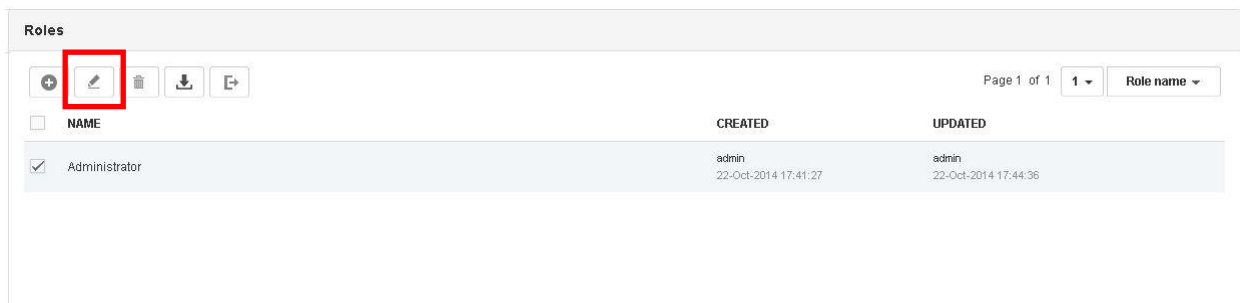 Roles
Page 1 of 1 1 Role name
NAME CREATED UPDATED
Administrator admin admin
22-Oct-2014 17:41:27 22-Oct-2014 17:44:36